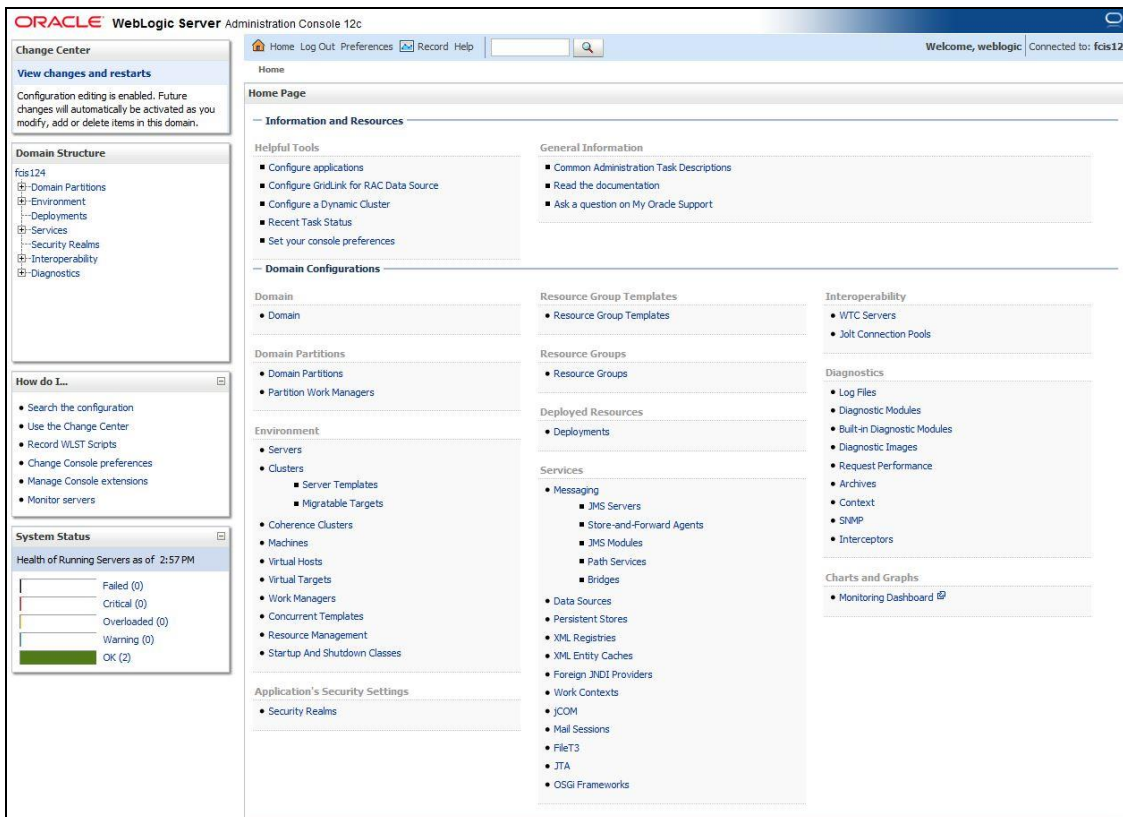 ORACLE WebLogic Server Administration Console 12c
Change Center
View changes and restarts
Configuration editing is enabled. Future
changes will automatically be activated as you
modify, add or delete items in this domain.
Domain Structure
fcis124
Domain Partitions
Environment
Deployments
Services
Security Realms
Interoperability
Diagnostics
How do I...
Search the configuration
Use the Change Center
Record WLST Scripts
Change Console preferences
Manage Console extensions
Monitor servers
System Status
Health of Running Servers as of 2:57 PM
Failed (0)
Critical (0)
Overloaded (0)
Warning (0)
OK (2)
Home Log Out Preferences Record Help
Welcome, weblogic Connected to: fcis12
Home
Home Page
Information and Resources
Helpful Tools
Configure applications
Configure GridLink for RAC Data Source
Configure a Dynamic Cluster
Recent Task Status
Set your console preferences
General Information
Common Administration Task Descriptions
Read the documentation
Ask a question on My Oracle Support
Domain Configurations
Domain
Domain
Domain Partitions
Domain Partitions
Partition Work Managers
Environment
Servers
Clusters
Server Templates
Migratable Targets
Coherence Clusters
Machines
Virtual Hosts
Virtual Targets
Work Managers
Concurrent Templates
Resource Management
Startup And Shutdown Classes
Application's Security Settings
Security Realms
Resource Group Templates
Resource Group Templates
Resource Groups
Resource Groups
Deployed Resources
Deployments
Services
Messaging
JMS Servers
Store-and-Forward Agents
JMS Modules
Path Services
Bridges
Data Sources
Persistent Stores
XML Registries
XML Entity Caches
Foreign JNDI Providers
Work Contexts
jCOM
Mail Sessions
FileT3
JTA
OSGi Frameworks
Interoperability
WTC Servers
Jolt Connection Pools
Diagnostics
Log Files
Diagnostic Modules
Built-in Diagnostic Modules
Diagnostic Images
Request Performance
Archives
Context
SNMP
Interceptors
Charts and Graphs
Monitoring Dashboard